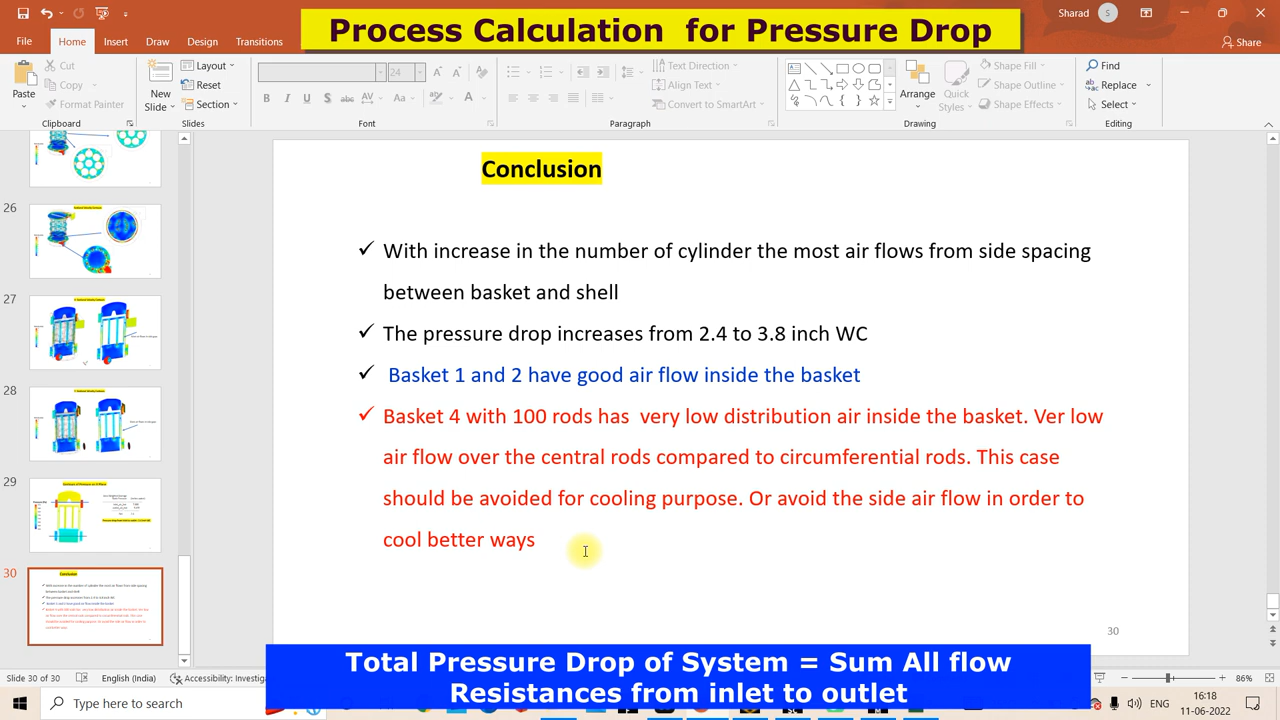 Process Calculation  for Pressure Drop
S
File
Home
Insert
Transitions
Share
Cut
Copy
Format Painter
Paste
Clipboard
New
Slide
Layout
Reset
Section
Slides
24
Font
Text Direction
Align Text
Convert to SmartArt
Paragraph
Arrange
Quick
Styles
Shape Fill
Shape Outline
Shape Effects
Drawing
Find
Replace
Select
Editing
26
27
28
29
30
Conclusion
With increase in the number of cylinder the most air flows from side spacing
between basket and shell
The pressure drop increases from 2.4 to 3.8 inch WC
Basket 1 and 2 have good air flow inside the basket
Basket 4 with 100 rods has  very low distribution air inside the basket. Ver low
air flow over the central rods compared to circumferential rods. This case
should be avoided for cooling purpose. Or avoid the side air flow in order to
cool better ways
30
Total Pressure Drop of System = Sum All flow
Resistances from inlet to outlet
Slide 30 of 30
English (India)
Accessibility: Investiga
86%
Type here to search
16:18
11-06-2022